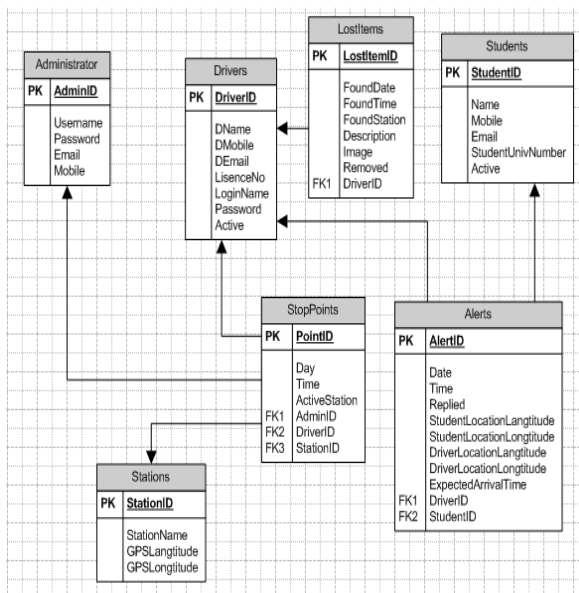 Administrator
PK AdminID
Username
Password
Email
Mobile
Drivers
PK DriverID
DName
DMobile
DEmail
LisenceNo
LoginName
Password
Active
LostItems
PK LostItemID
FoundDate
FoundTime
FoundStation
Description
Image
Removed
FK1 DriverID
Students
PK StudentID
Name
Mobile
Email
StudentUnivNumber
Active
StopPoints
PK PointID
Day
Time
ActiveStation
FK1 AdminID
FK2 DriverID
FK3 StationID
Alerts
PK AlertID
Date
Time
Replied
StudentLocationLangtitude
StudentLocationLongtitude
DriverLocationLangtitude
DriverLocationLongtitude
ExpectedArrivalTime
FK1 DriverID
FK2 StudentID
Stations
PK StationID
StationName
GPSLangtitude
GPSLongtitude